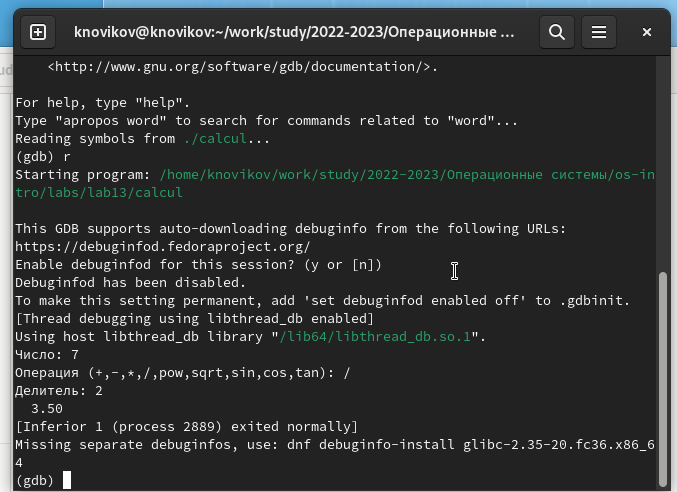 knovikov@knovikov:~/work/study/2022-2023/Операционные ...
<http://www.gnu.org/software/gdb/documentation/>.
For help, type "help".
Type "apropos word" to search for commands related to "word"...
Reading symbols from ./calcul...
(gdb) r
Starting program: /home/knovikov/work/study/2022-2023/Операционные системы/os-in
tro/labs/lab13/calcul
This GDB supports auto-downloading debuginfo from the following URLs:
https://debuginfod.fedoraproject.org/
Enable debuginfod for this session? (y or [n])
Debuginfod has been disabled.
To make this setting permanent, add 'set debuginfod enabled off' to .gdbinit.
[Thread debugging using libthread_db enabled]
Using host libthread_db library "/lib64/libthread_db.so.1".
Число: 7
Операция (+,-,*,/,pow,sqrt,sin,cos,tan): /
Делитель: 2
3.50
[Inferior 1 (process 2889) exited normally]
Missing separate debuginfos, use: dnf debuginfo-install glibc-2.35-20.fc36.x86_6
4
(gdb)